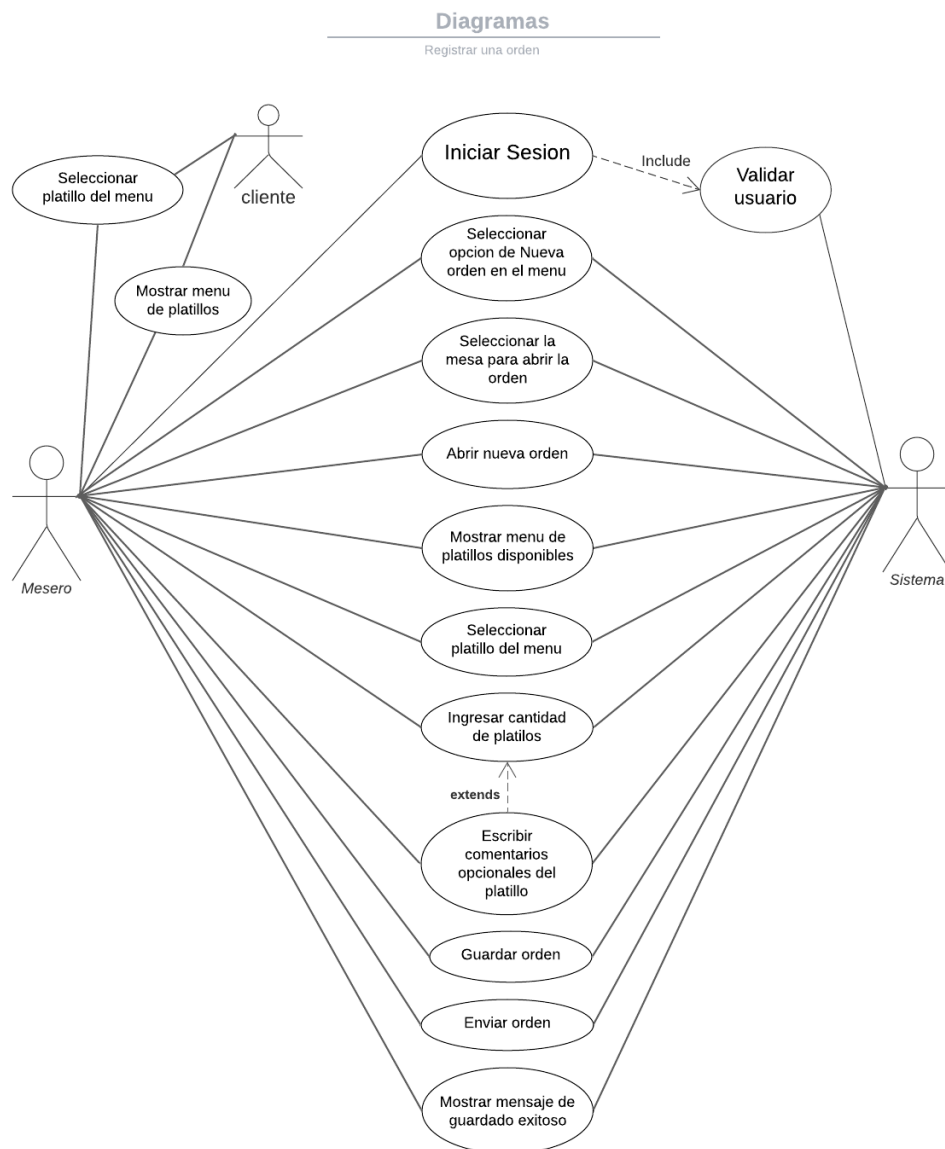 Diagramas
Registrar una orden
Seleccionar
platillo del menu
cliente
Mostrar menu
de platillos
Iniciar Sesion
Include
Validar
usuario
Seleccionar
opcion de Nueva
orden en el menu
Seleccionar la
mesa para abrir la
orden
Abrir nueva orden
Mostrar menu de
platillos disponibles
Mesero
Sistema
Seleccionar
platillo del menu
Ingresar cantidad
de platilos
extends
Escribir
comentarios
opcionales del
platillo
Guardar orden
Enviar orden
Mostrar mensaje de
guardado exitoso